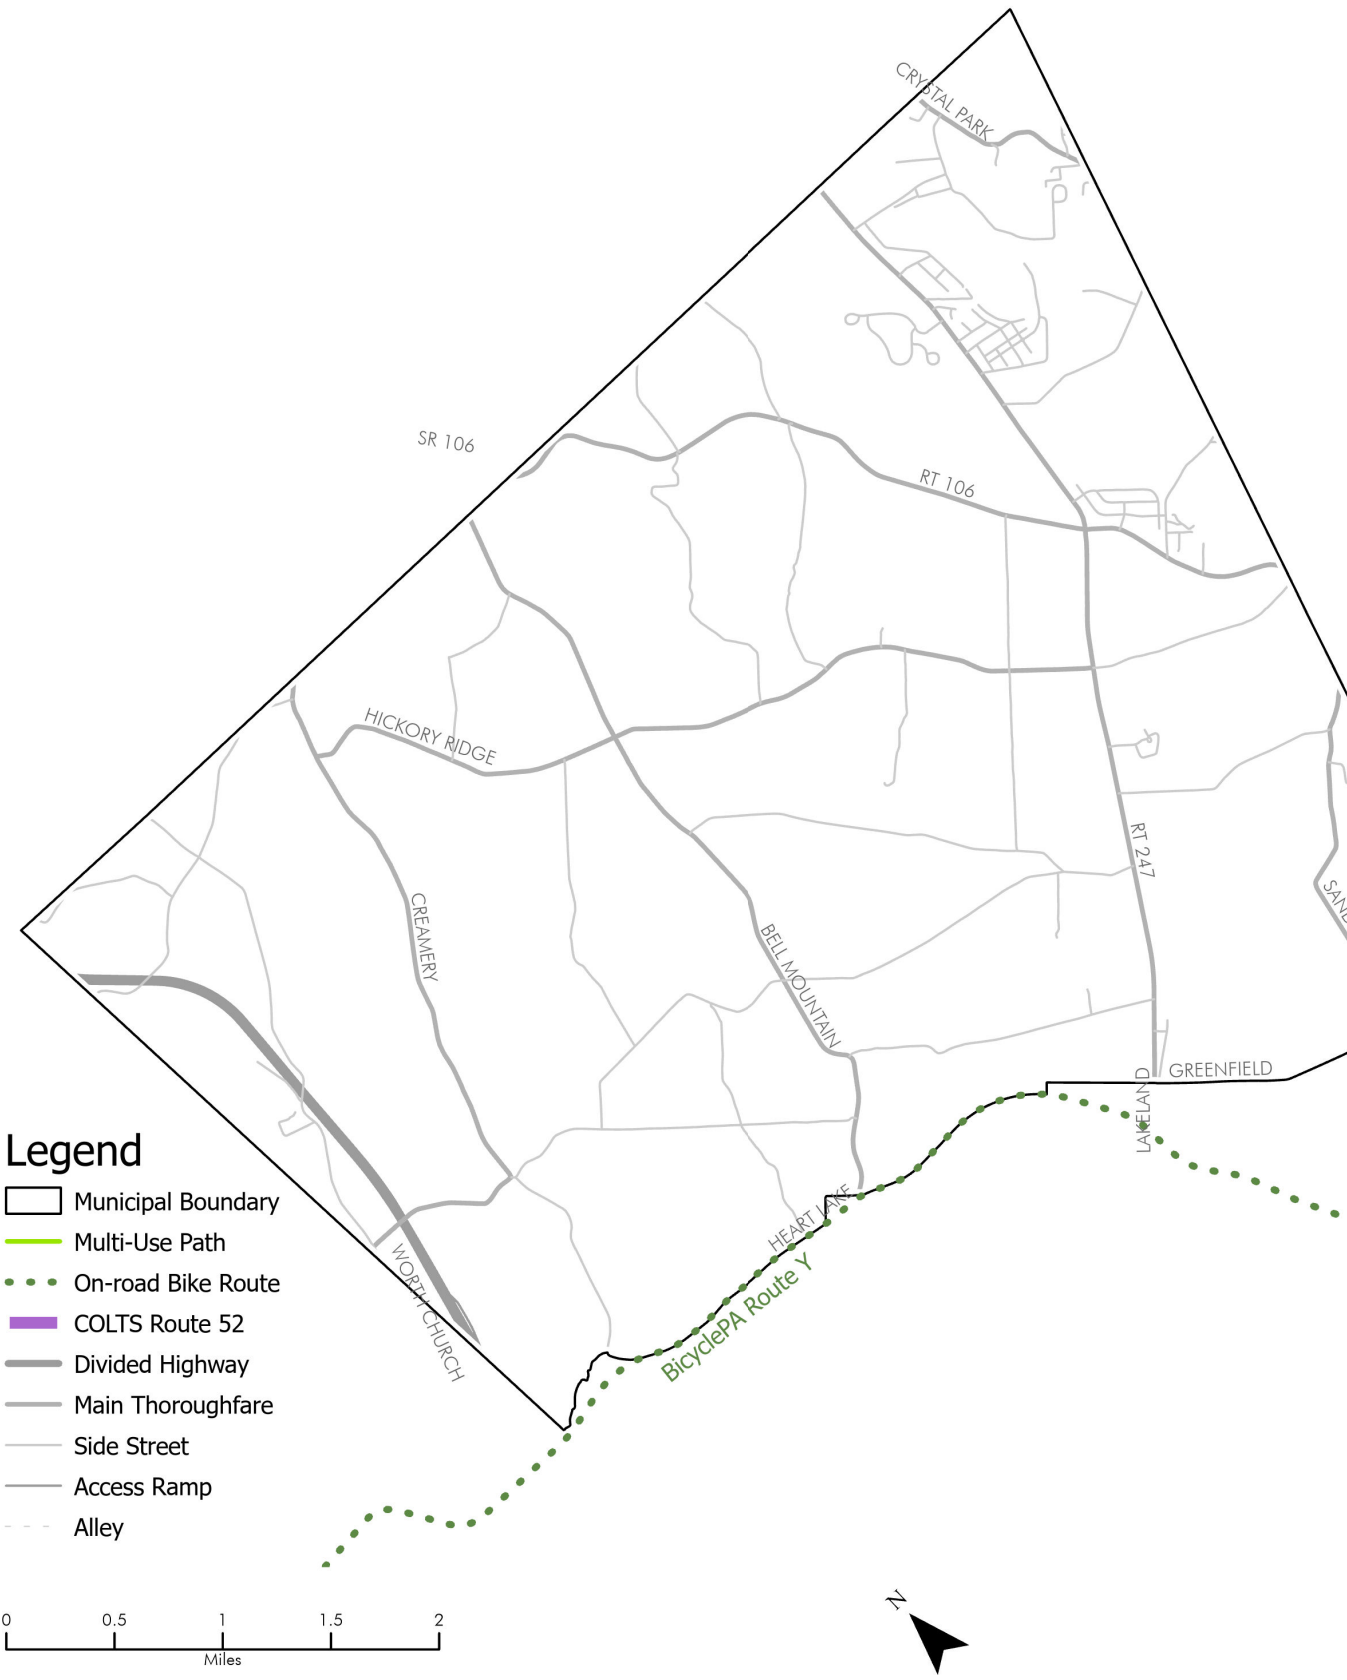 CRYSTAL PARK
SR 106
RT 106
HICKORY RIDGE
RT 247
CREAMERY
SAND
BELL MOUNTAIN
GREENFIELD
LAKELAND
HEART LAKE
WORTH CHURCH
BicyclePA Route Y
Legend
Municipal Boundary
Multi-Use Path
On-road Bike Route
COLTS Route 52
Divided Highway
Main Thoroughfare
Side Street
Access Ramp
Alley
0 0.5 1 1.5 2
Miles
N